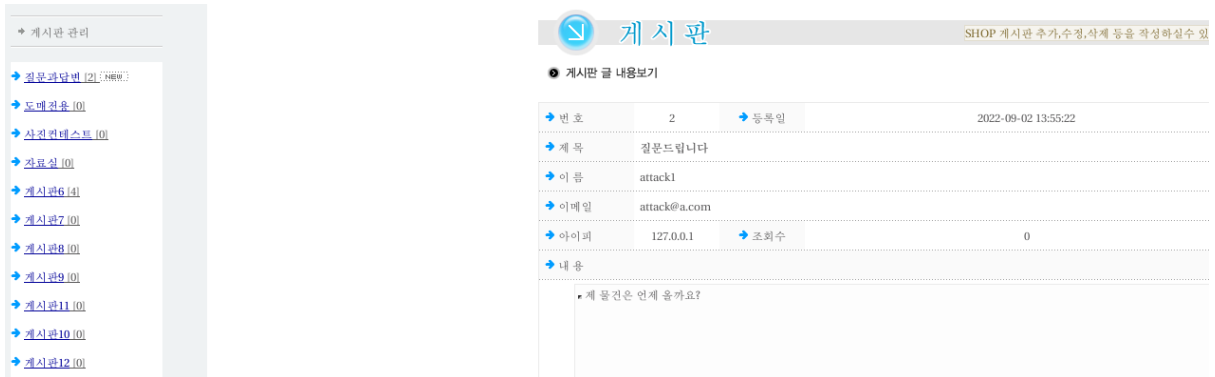 게시판 관리
질문과답변 [2] NEW
도매전용 [0]
사진컨테스트 [0]
자료실 [0]
게시판6 [4]
게시판7 [0]
게시판8 [0]
게시판9 [0]
게시판11 [0]
게시판10 [0]
게시판12 [0]
게시판
SHOP 게시판 추가,수정,삭제 등을 작성하실수 있
게시판 글 내용보기
번 호 2 등록일 2022-09-02 13:55:22
제 목 질문드립니다
이 름 attack1
이메일 attack@a.com
아이피 127.0.0.1 조회수 0
내 용
제 물건은 언제 올까요?